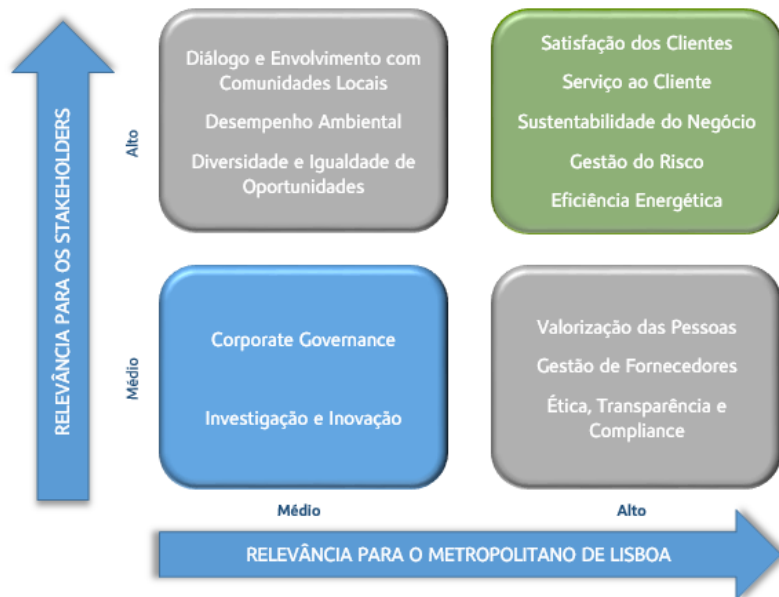 RELEVÂNCIA PARA OS STAKEHOLDERS
Alto
Diálogo e Envolvimento com
Comunidades Locais
Desempenho Ambiental
Diversidade e Igualdade de
Oportunidades
Satisfação dos Clientes
Serviço ao Cliente
Sustentabilidade do Negócio
Gestão do Risco
Eficiência Energética
Médio
Corporate Governance
Investigação e Inovação
Valorização das Pessoas
Gestão de Fornecedores
Ética, Transparência e
Compliance
Médio
Alto
RELEVÂNCIA PARA O METROPOLITANO DE LISBOA